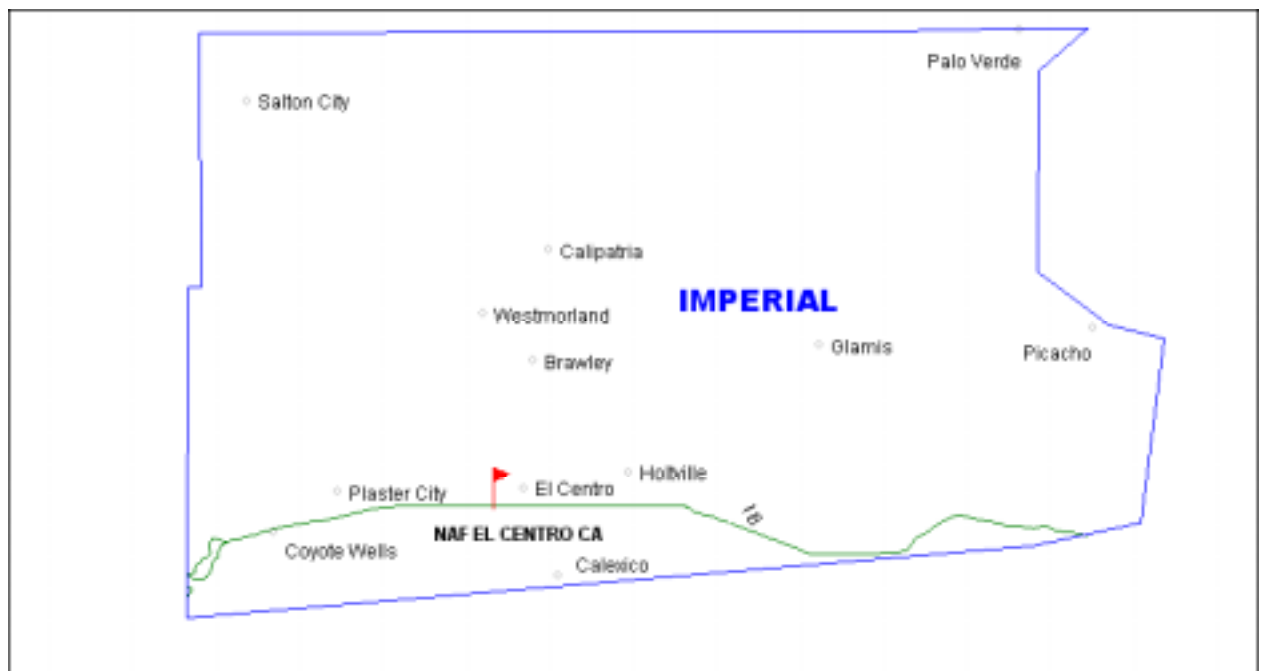 Palo Verde
Salton City
Calipatria
IMPERIAL
Westmorland
Glamis
Picacho
Brawley
Holtville
El Centro
Plaster City
NAF EL CENTRO CA
Coyote Wells
Calexico